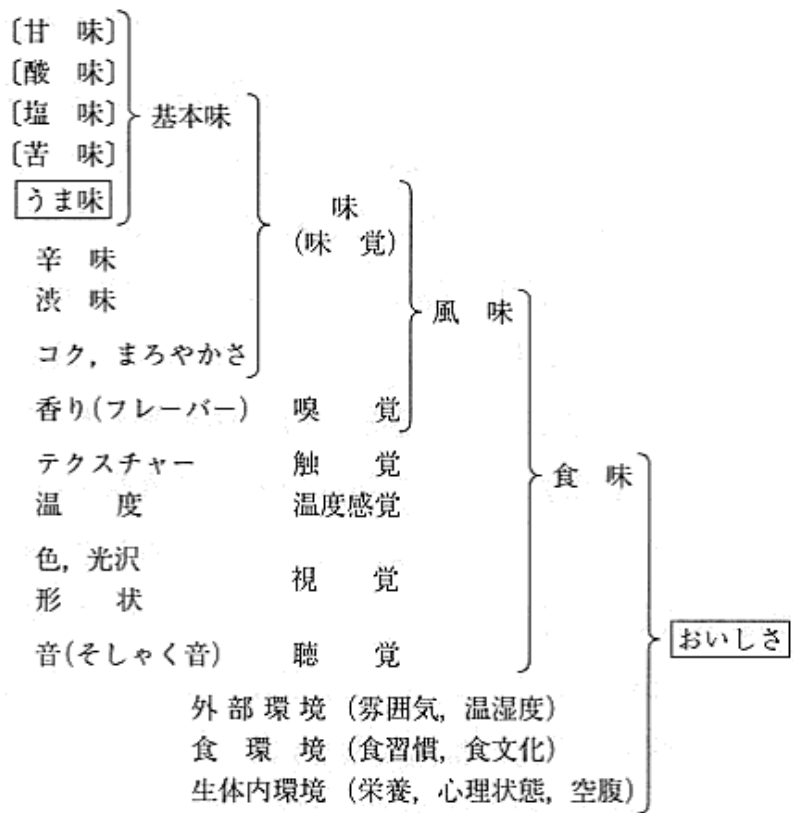 〔甘　味〕
〔酸　味〕
〔塩　味〕
〔苦　味〕
うま味
基本味
辛　味
渋　味
コク，まろやかさ
味
(味　覚)
香り(フレーバー)　嗅　覚
風　味
テクスチャー　触　覚
温　度　温度感覚
色，光沢
形　状
視　覚
音(そしゃく音)　聴　覚
食　味
外部環境（雰囲気，温湿度）
食　環　境（食習慣，食文化）
生体内環境（栄養，心理状態，空腹）
おいしさ